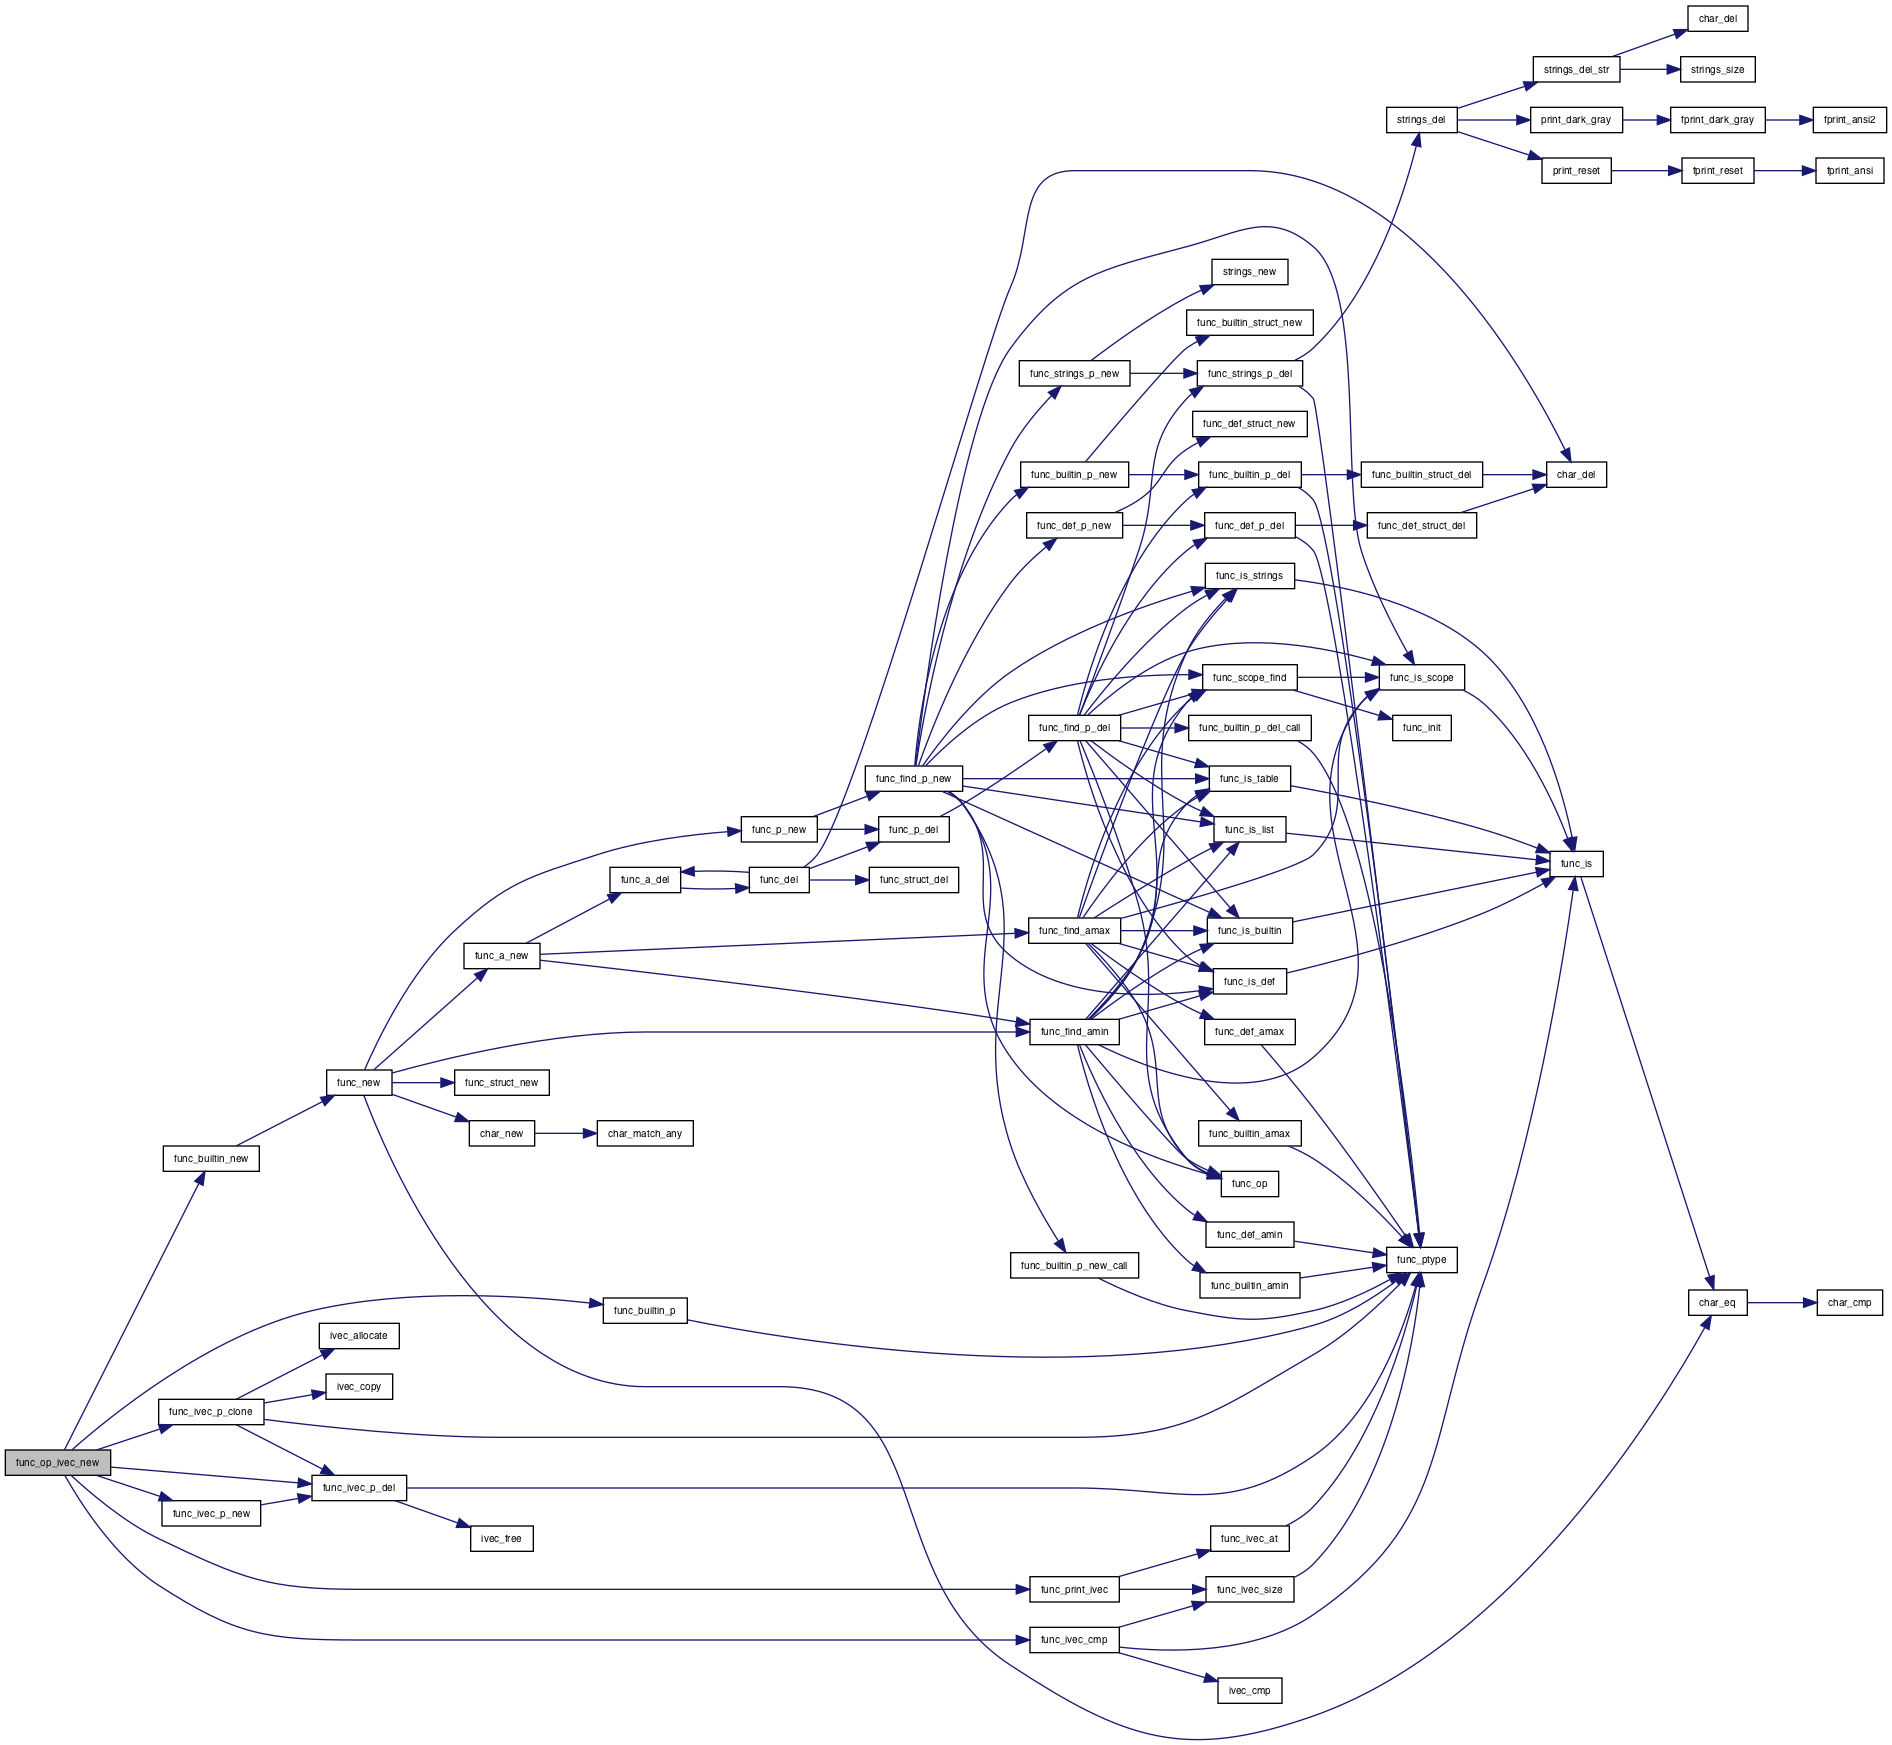 char_del
strings_del_str
strings_size
strings_del
print_dark_gray
fprint_dark_gray
fprint_ansi2
print_reset
fprint_reset
fprint_ansi
strings_new
func_builtin_struct_new
func_strings_p_new
func_strings_p_del
func_def_struct_new
func_builtin_p_new
func_builtin_p_del
func_builtin_struct_del
char_del
func_def_p_new
func_def_p_del
func_def_struct_del
func_is_strings
func_scope_find
func_is_scope
func_find_p_del
func_builtin_p_del_call
func_init
func_find_p_new
func_is_table
func_p_new
func_p_del
func_is_list
func_is
func_a_del
func_del
func_struct_del
func_find_amax
func_is_builtin
func_a_new
func_is_def
func_find_amin
func_def_amax
func_new
func_struct_new
char_new
char_match_any
func_builtin_amax
func_builtin_new
func_op
func_def_amin
func_builtin_p_new_call
func_ptype
func_builtin_amin
func_builtin_p
char_eq
char_cmp
ivec_allocate
ivec_copy
func_ivec_p_clone
func_op_ivec_new
func_ivec_p_del
func_ivec_p_new
ivec_free
func_ivec_at
func_print_ivec
func_ivec_size
func_ivec_cmp
ivec_cmp